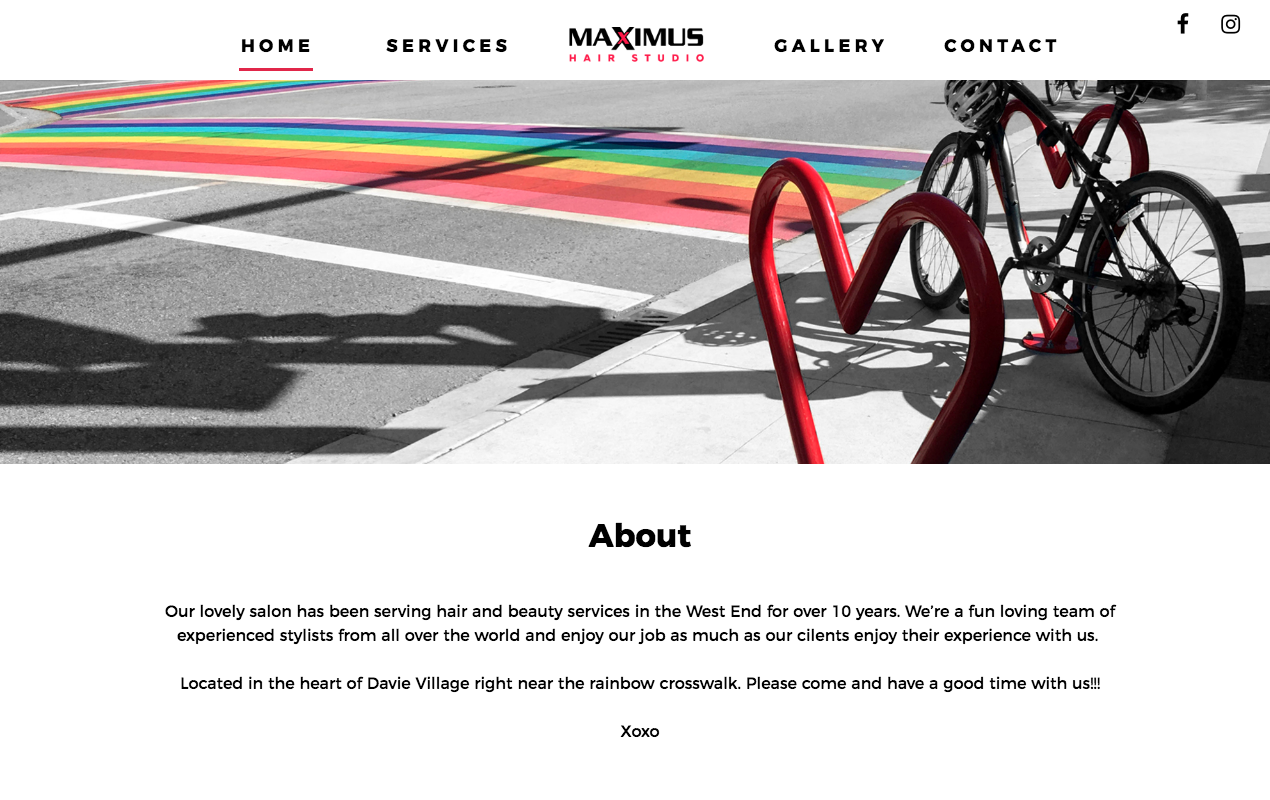 HOME
SERVICES
MAXIMUS
HAIR STUDIO
GALLERY
CONTACT
About
Our lovely salon has been serving hair and beauty services in the West End for over 10 years. We’re a fun loving team of
experienced stylists from all over the world and enjoy our job as much as our cilents enjoy their experience with us.
Located in the heart of Davie Village right near the rainbow crosswalk. Please come and have a good time with us!!!
Xoxo